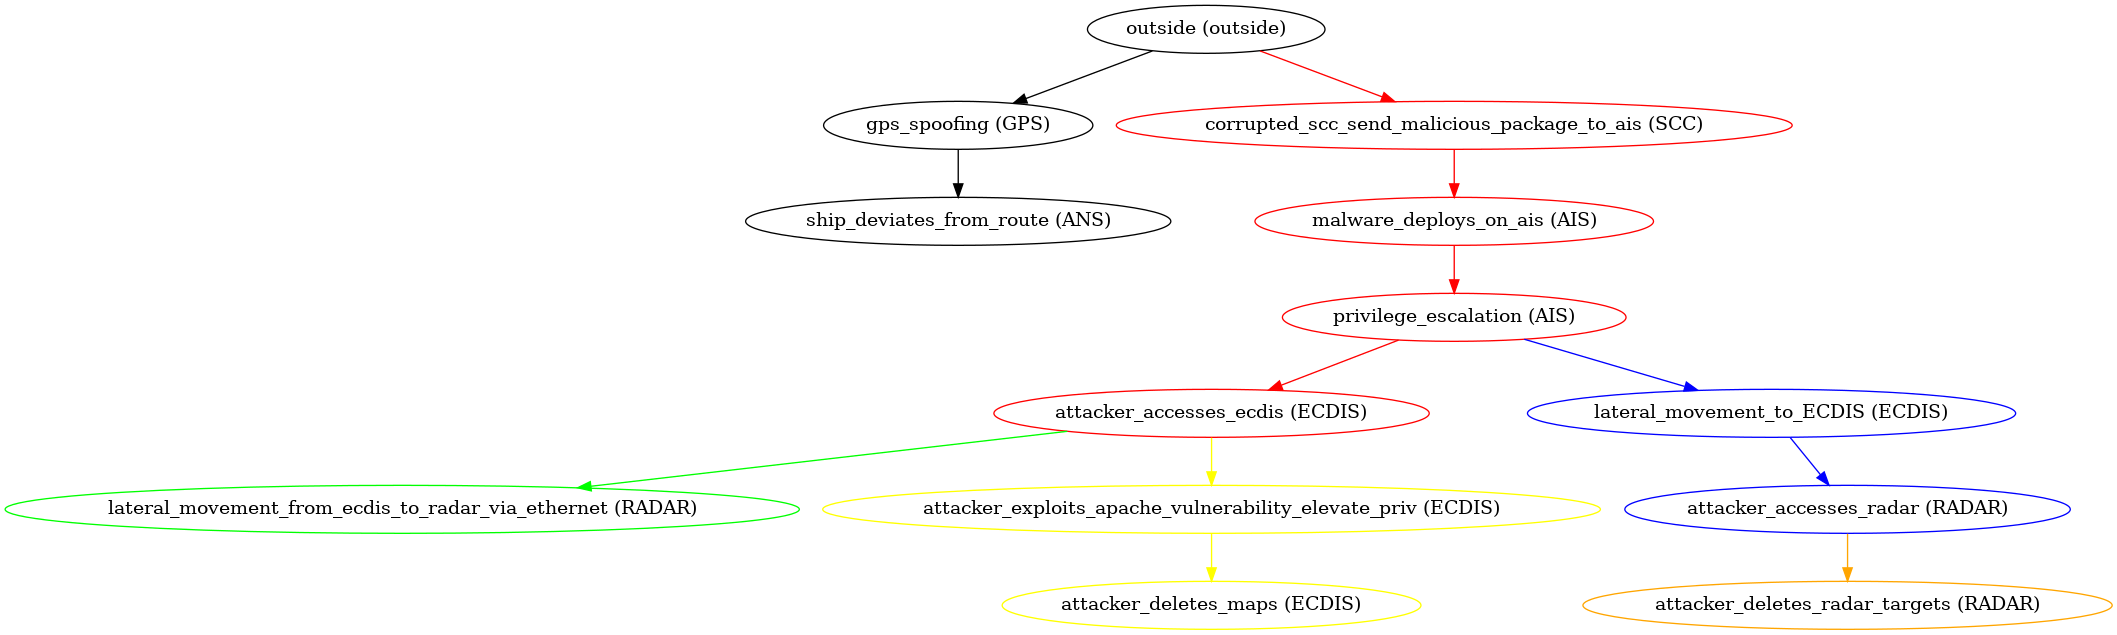 outside (outside)
gps_spoofing (GPS)
corrupted_scc_send_malicious_package_to_ais (SCC)
ship_deviates_from_route (ANS)
malware_deploys_on_ais (AIS)
privilege_escalation (AIS)
attacker_accesses_ecdis (ECDIS)
lateral_movement_to_ECDIS (ECDIS)
lateral_movement_from_ecdis_to_radar_via_ethernet (RADAR)
attacker_exploits_apache_vulnerability_elevate_priv (ECDIS)
attacker_accesses_radar (RADAR)
attacker_deletes_maps (ECDIS)
attacker_deletes_radar_targets (RADAR)